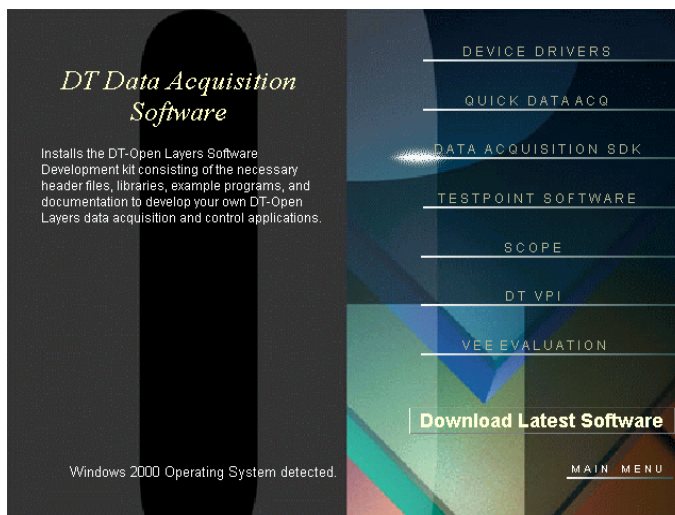 DT Data Acquisition
Software
Installs the DT-Open Layers Software
Development kit consisting of the necessary
header files, libraries, example programs, and
documentation to develop your own DT-Open
Layers data acquisition and control applications.
Windows 2000 Operating System detected.
DEVICE DRIVERS
QUICK DATA ACQ
DATA ACQUISITION SDK
TESTPOINT SOFTWARE
SCOPE
DT VPI
VEE EVALUATION
Download Latest Software
MAIN MENU